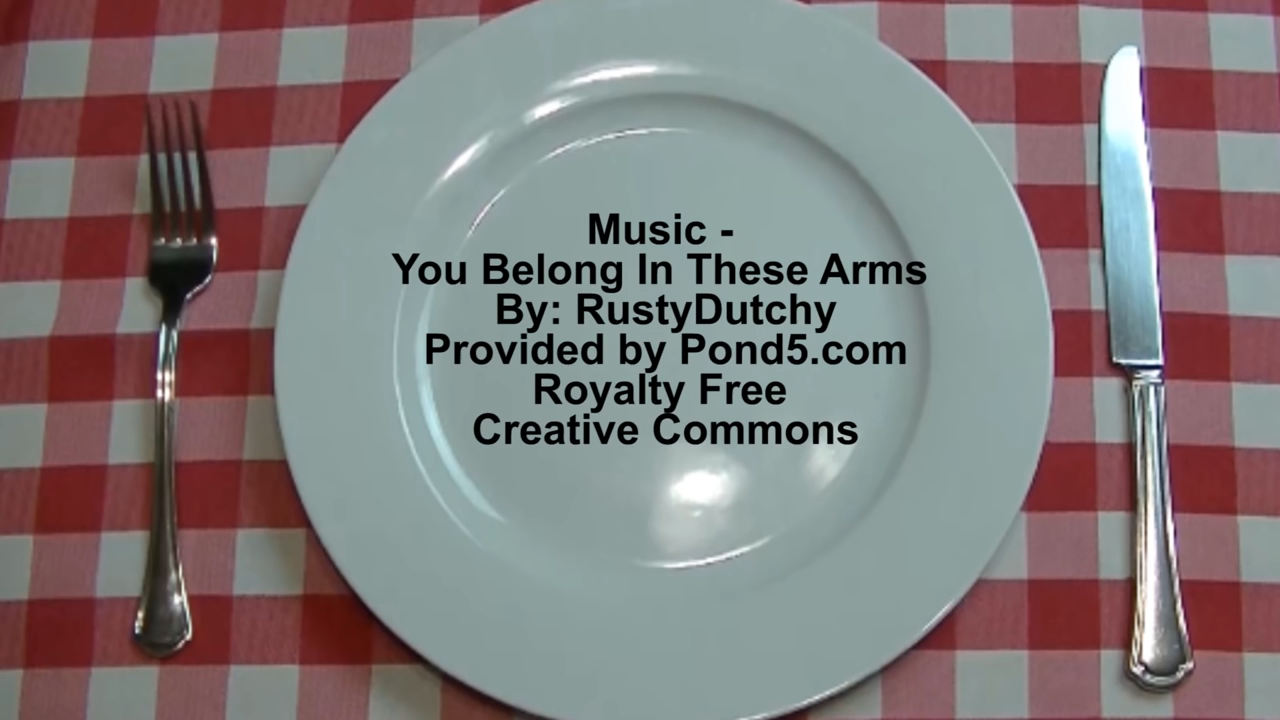 Music -
You Belong In These Arms
By: RustyDutchy
Provided by Pond5.com
Royalty Free
Creative Commons